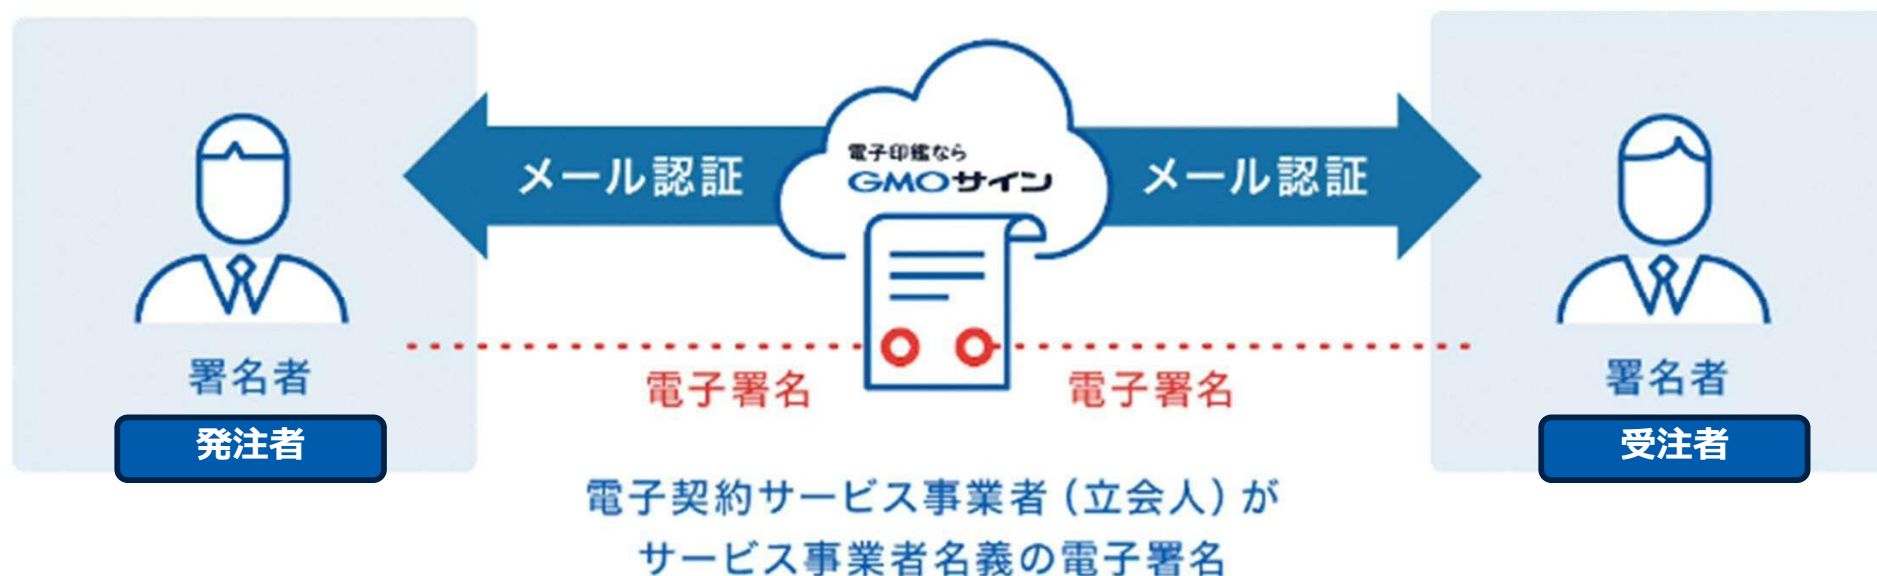 電子印鑑なら
GMOサイン
メール認証
メール認証
署名者
電子署名
電子署名
署名者
発注者
受注者
電子契約サービス事業者（立会人）が
サービス事業者名義の電子署名